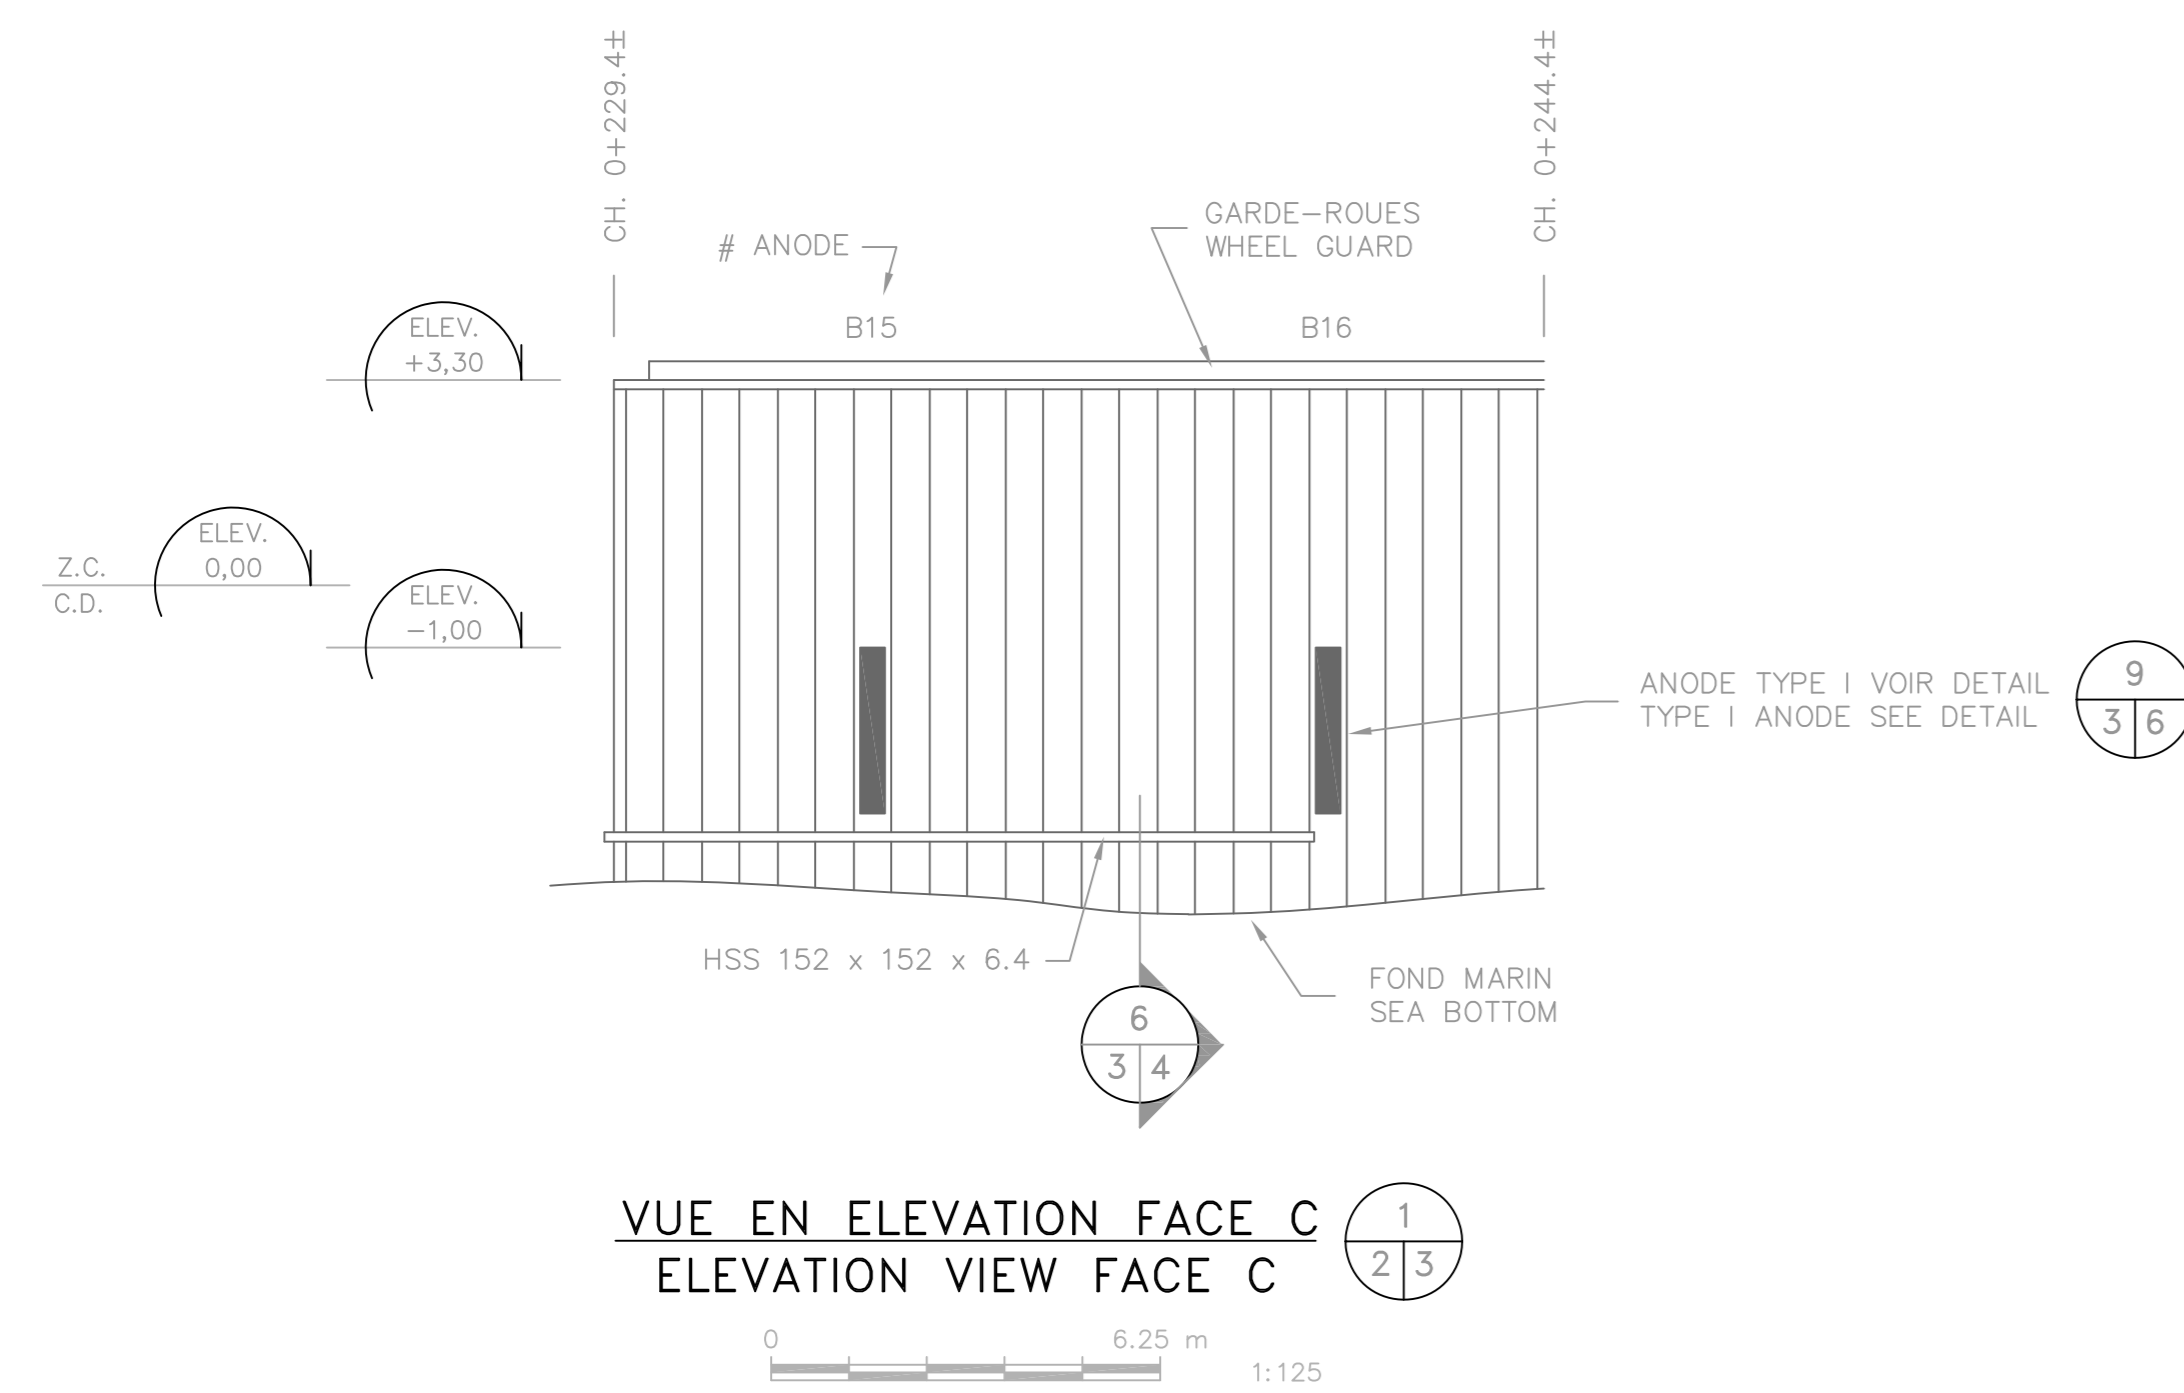 CH. 0+229.4±
CH. 0+244.4±
GARDE-ROUES
WHEEL GUARD
# ANODE
B15
B16
ELEV.
+3,30
ELEV.
0,00
Z.C.
C.D.
ELEV.
-1,00
ANODE TYPE I VOIR DETAIL
TYPE I ANODE SEE DETAIL
9
3 6
HSS 152 x 152 x 6.4
FOND MARIN
SEA BOTTOM
6
3 4
VUE EN ELEVATION FACE C
ELEVATION VIEW FACE C
1
2 3
0
6.25 m
1:125